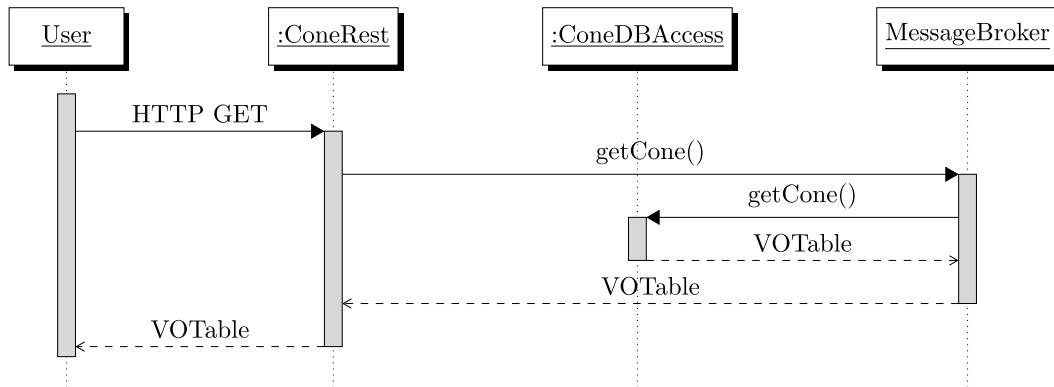 User
:ConeRest
:ConeDBAccess
MessageBroker
HTTP GET
getCone()
getCone()
VOTable
VOTable
VOTable